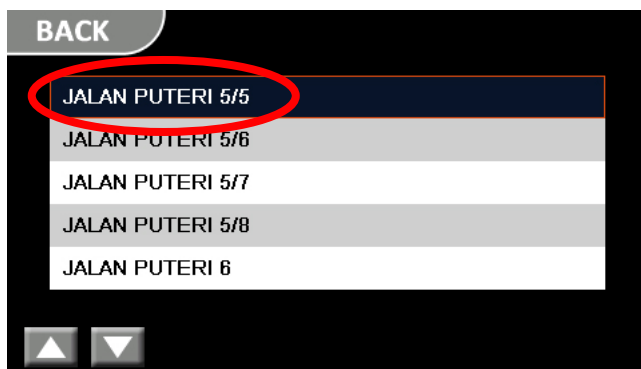 BACK
JALAN PUTERI 5/5
JALAN PUTERI 5/6
JALAN PUTERI 5/7
JALAN PUTERI 5/8
JALAN PUTERI 6